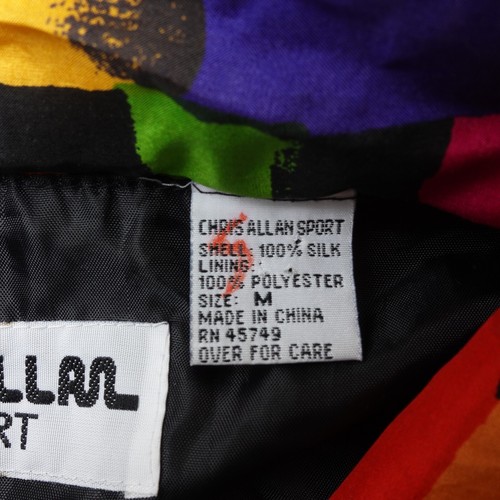 CHRIS ALLAN SPORT
SHELL: 100% SILK
LINING:
100% POLYESTER
SIZE: M
MADE IN CHINA
RN 45749
OVER FOR CARE
LLAN
RT